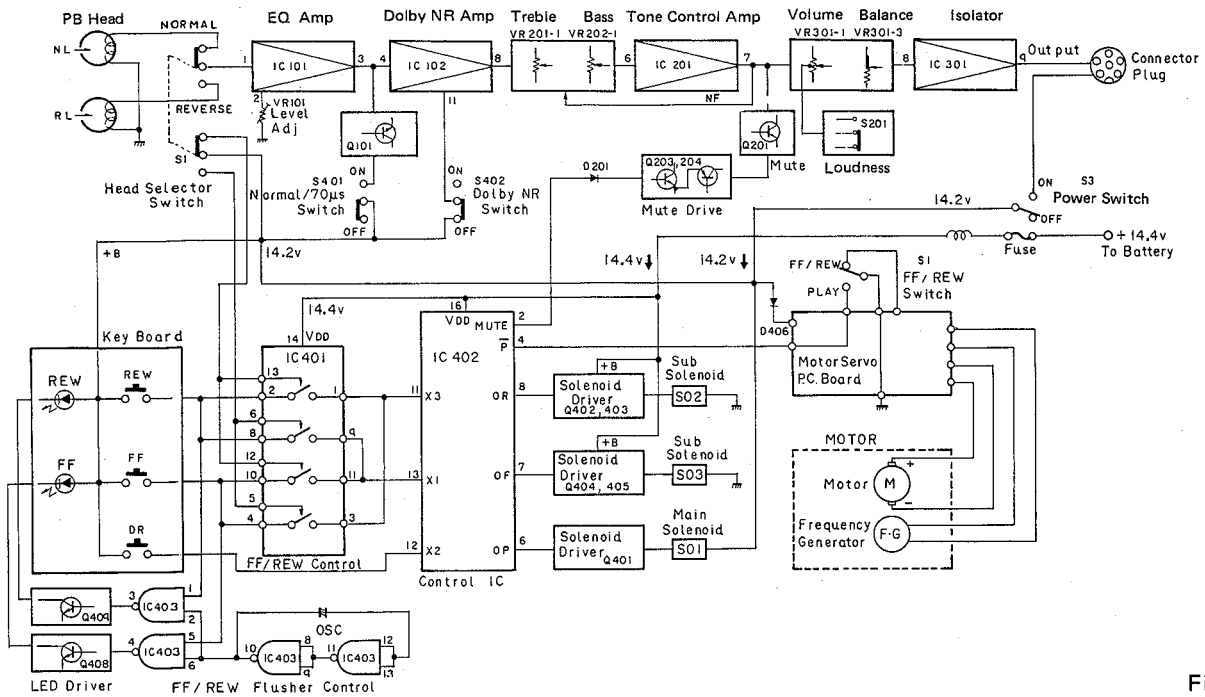 PB Head
EQ Amp
Dolby NR Amp
Treble
VR201-1
Bass
VR202-1
Tone Control Amp
Volume
VR301-1
Balance
VR301-3
Isolator
NORMAL
NL
RL
REVERSE
1
IC101
3
4
IC 102
8
6
IC 201
7
8
IC 301
9
Output
Connector
Plug
2
VR101
Level
Adj
11
NF
Q101
Q201
Mute
S201
Loudness
S1
Head Selector
Switch
ON
S401
Normal/70μs
Switch
OFF
ON
S402
Dolby NR
Switch
OFF
D201
Q203, 204
Mute Drive
ON
S3
Power Switch
OFF
14.2v
Fuse
+14.4v
To Battery
+B
14.2v
14.4v
14.2v
S1
FF/REW
FF/REW
Switch
PLAY
D406
Motor Servo
P.C. Board
14.4v
14 VDD
IC401
16
VDD
MUTE
2
IC 402
P
4
Key Board
REW
REW
FF
FF
DR
13
2
1
6
8
9
12
10
11
5
4
3
FF/REW Control
11
X3
13
X1
12
X2
Control IC
OR
8
OF
7
OP
6
+B
Solenoid
Driver
Q402, 403
Sub
Solenoid
S02
+B
Solenoid
Driver
Q404, 405
Sub
Solenoid
S03
Solenoid
Driver
Q401
Main
Solenoid
S01
MOTOR
Motor
M
+
−
Frequency
Generator
F·G
Q409
3
IC403
1
2
Q408
4
IC403
5
6
LED Driver
OSC
10
IC403
8
9
11
IC403
12
13
FF/REW Flusher Control
Fi